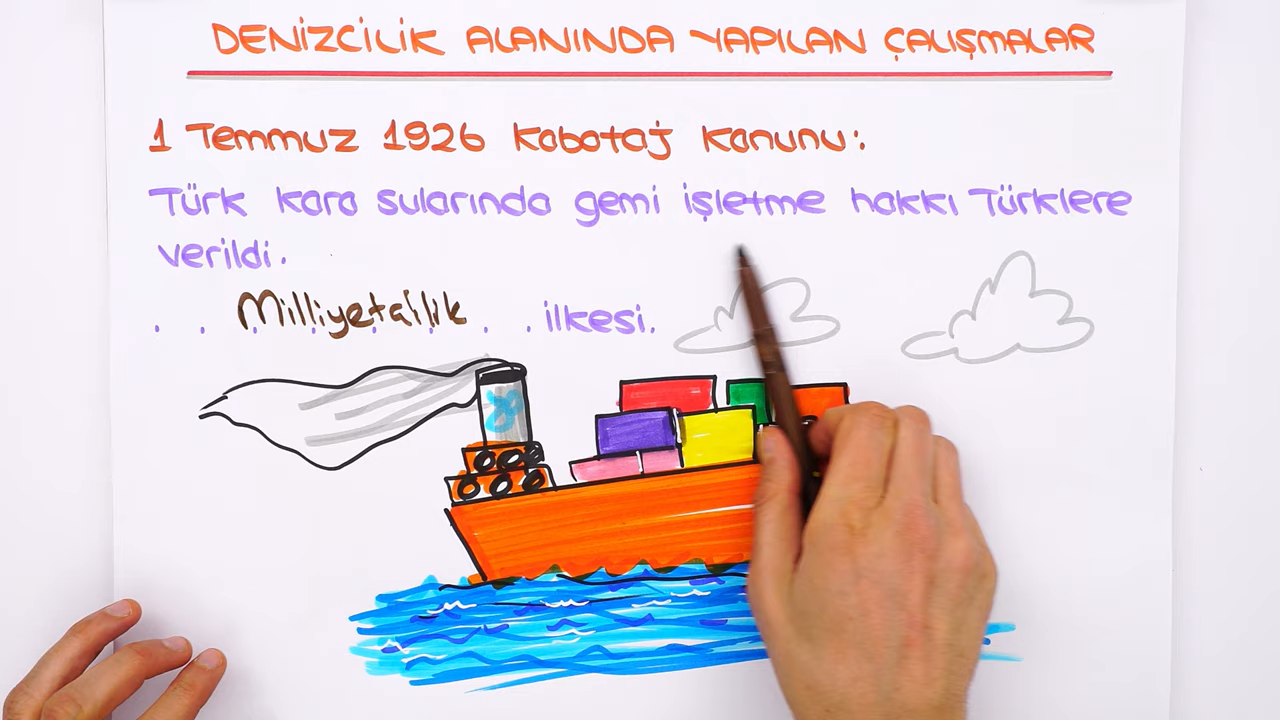 DENİZCİLİK ALANINDA YAPILAN ÇALIŞMALAR
1 Temmuz 1926 Kabotaj Kanunu:
Türk kara sularında gemi işletme hakkı Türklere
verildi.
. . Milliyetçilik . . ilkesi.